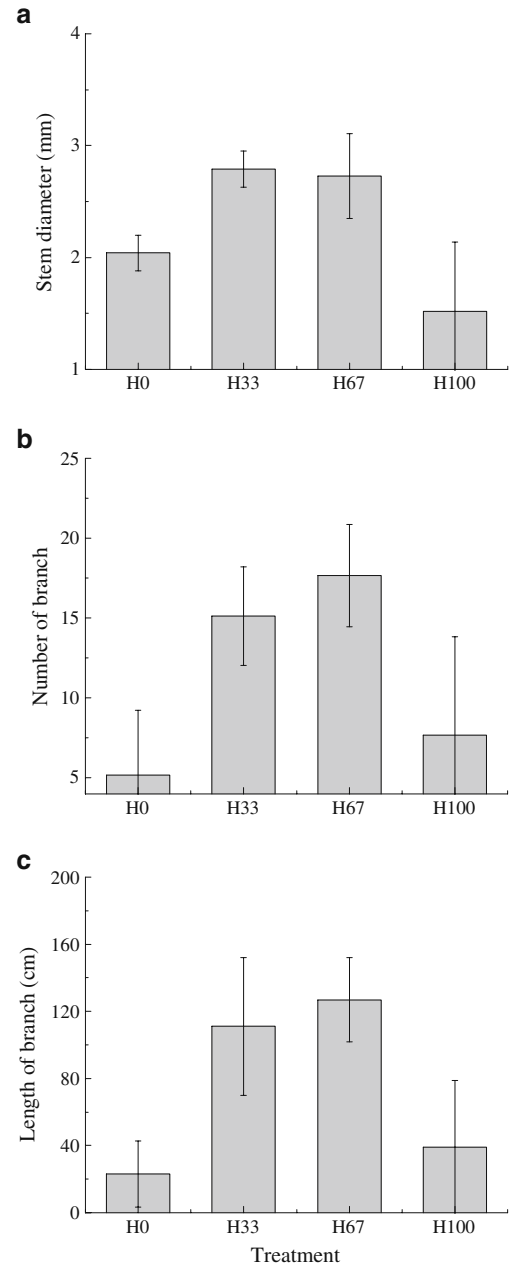 a
4
3
2
1
Stem diameter (mm)
H0 H33 H67 H100
b
25
20
15
10
5
Number of branch
H0 H33 H67 H100
c
200
160
120
80
40
0
Length of branch (cm)
H0 H33 H67 H100
Treatment